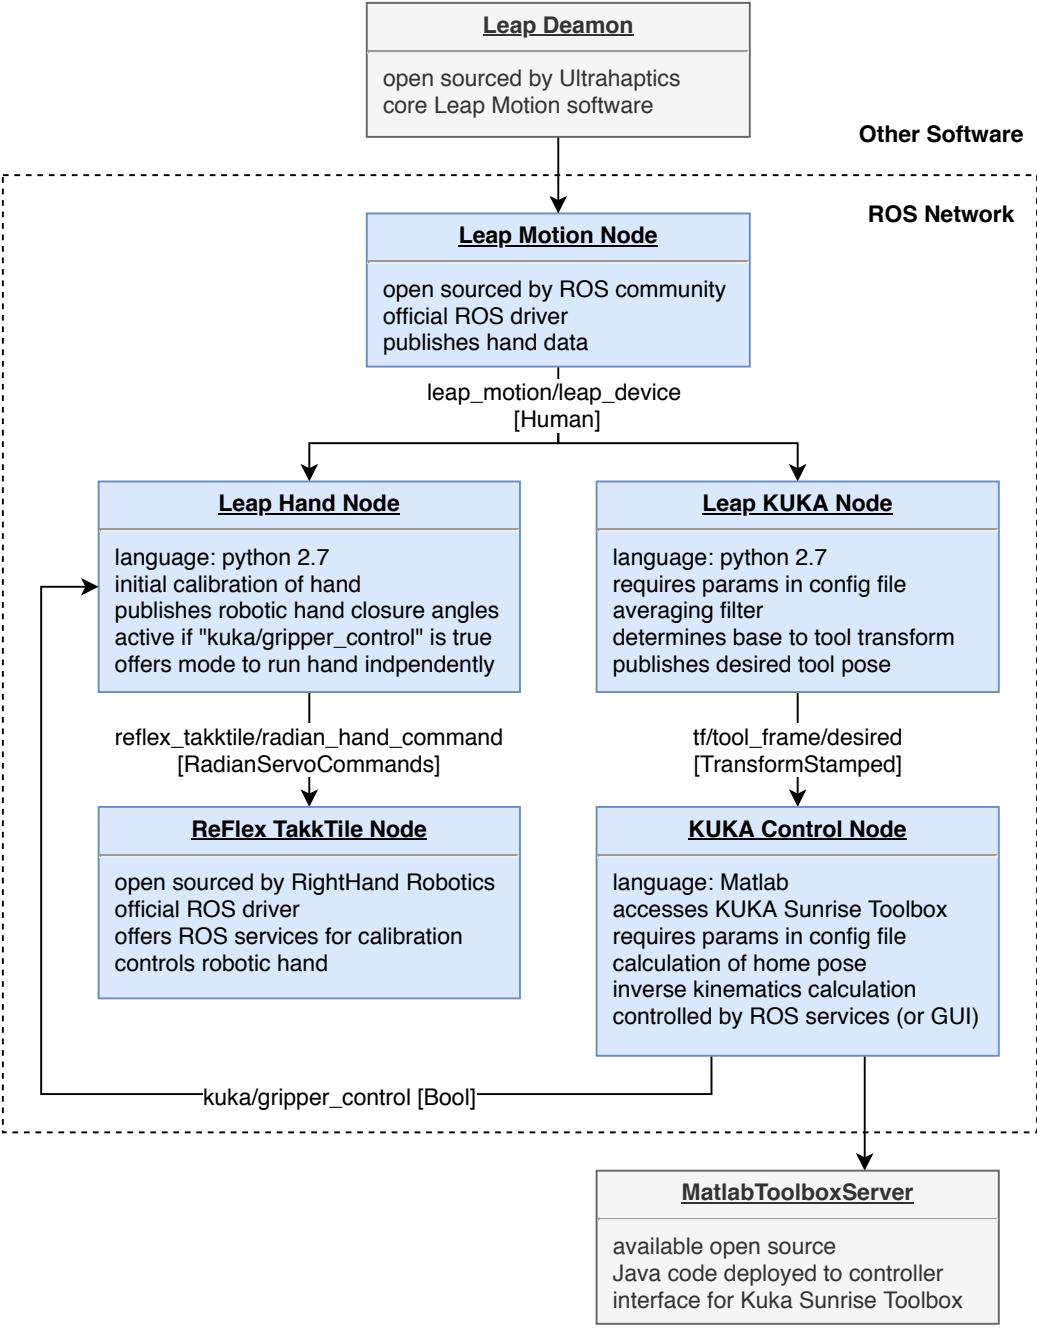 Leap Deamon
open sourced by Ultrahaptics
core Leap Motion software
Other Software
ROS Network
Leap Motion Node
open sourced by ROS community
official ROS driver
publishes hand data
leap_motion/leap_device
[Human]
Leap Hand Node
language: python 2.7
initial calibration of hand
publishes robotic hand closure angles
active if "kuka/gripper_control" is true
offers mode to run hand indpendently
Leap KUKA Node
language: python 2.7
requires params in config file
averaging filter
determines base to tool transform
publishes desired tool pose
reflex_takktile/radian_hand_command
[RadianServoCommands]
tf/tool_frame/desired
[TransformStamped]
ReFlex TakkTile Node
open sourced by RightHand Robotics
official ROS driver
offers ROS services for calibration
controls robotic hand
KUKA Control Node
language: Matlab
accesses KUKA Sunrise Toolbox
requires params in config file
calculation of home pose
inverse kinematics calculation
controlled by ROS services (or GUI)
kuka/gripper_control [Bool]
MatlabToolboxServer
available open source
Java code deployed to controller
interface for Kuka Sunrise Toolbox